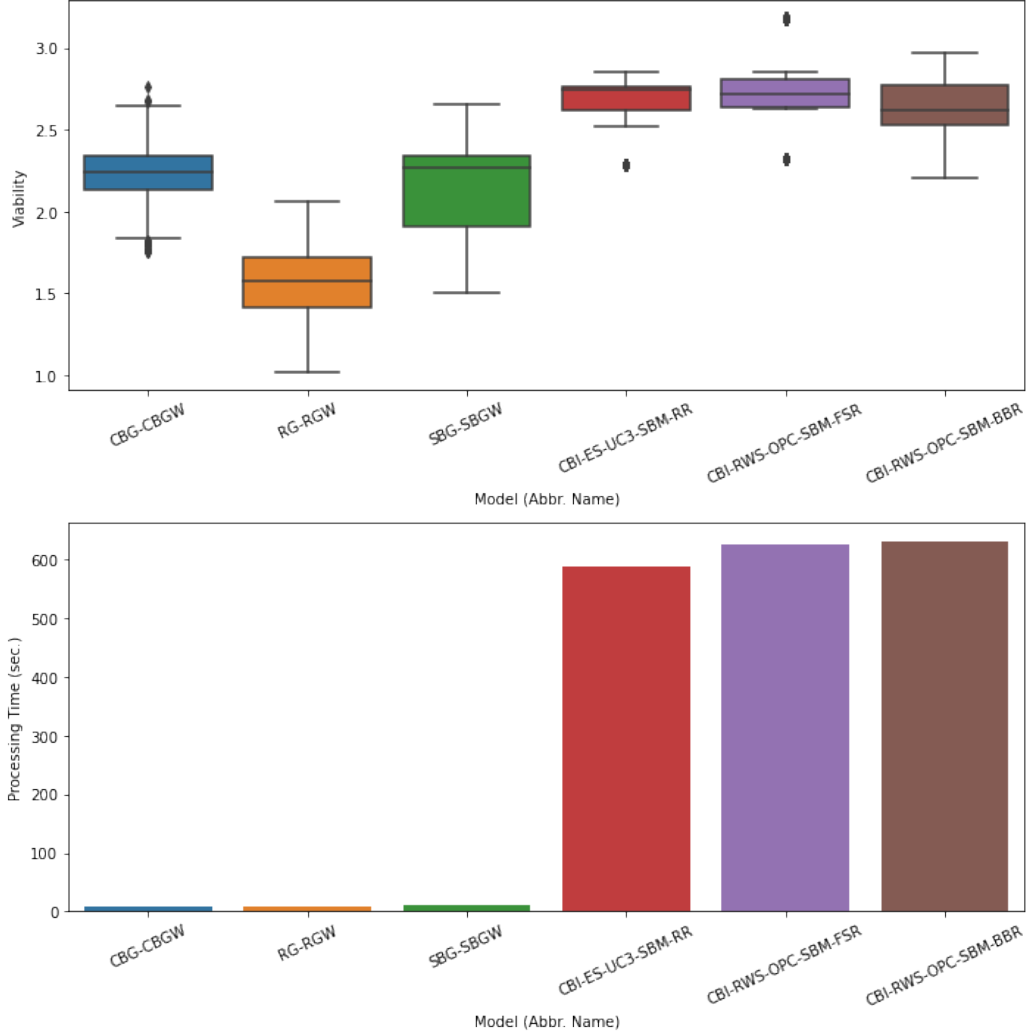 3.0
2.5
2.0
1.5
1.0
Viability
CBG-CBGW
RG-RGW
SBG-SBGW
CBI-ES-UC3-SBM-RR
CBI-RWS-OPC-SBM-FSR
CBI-RWS-OPC-SBM-BBR
Model (Abbr. Name)
600
500
400
300
200
100
0
Processing Time (sec.)
CBG-CBGW
RG-RGW
SBG-SBGW
CBI-ES-UC3-SBM-RR
CBI-RWS-OPC-SBM-FSR
CBI-RWS-OPC-SBM-BBR
Model (Abbr. Name)